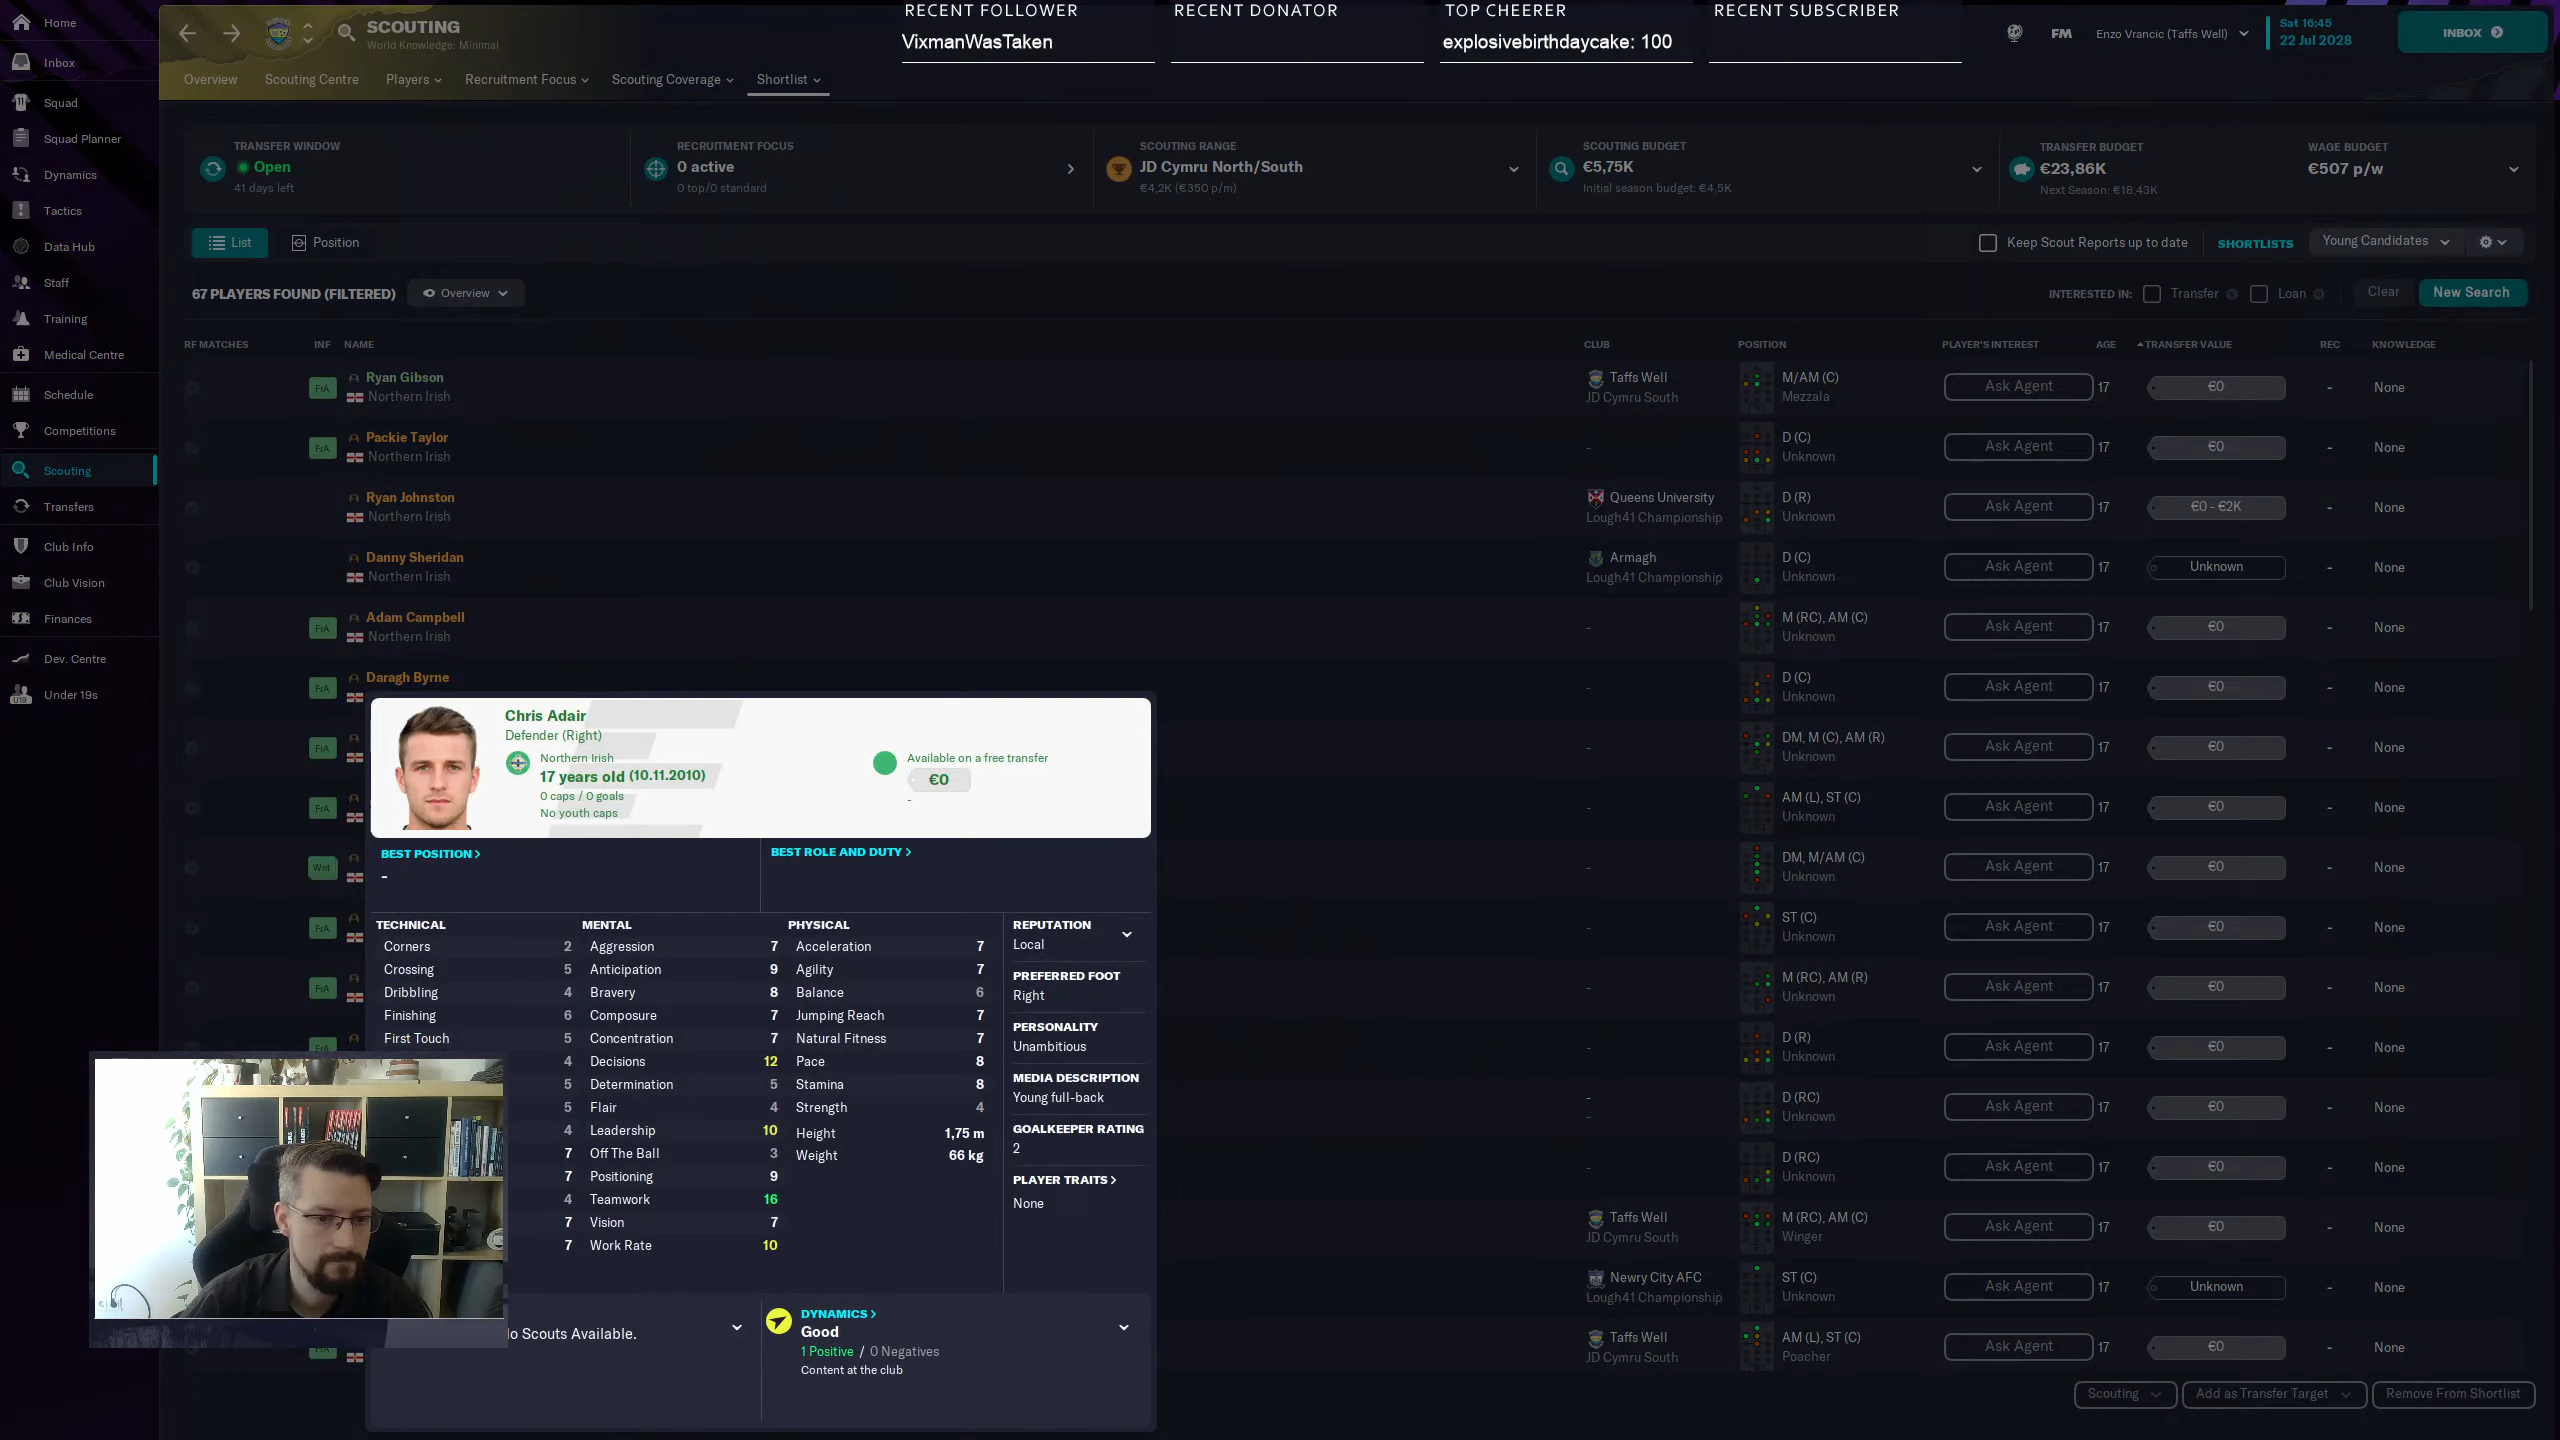 RECENT FOLLOWER
VixmanWasTaken
RECENT DONATOR
TOP CHEERER
explosivebirthdaycake: 100
RECENT SUBSCRIBER
Home
Inbox
Squad
Squad Planner
Dynamics
Tactics
Data Hub
Staff
Training
Medical Centre
Schedule
Competitions
Scouting
Transfers
Club Info
Club Vision
Finances
Dev. Centre
Under 19s
SCOUTING
World Knowledge: Minimal
FM
Enzo Vrancic (Taffs Well)
Sat 16:45
22 Jul 2028
INBOX
Overview
Scouting Centre
Players
Recruitment Focus
Scouting Coverage
Shortlist
TRANSFER WINDOW
Open
41 days left
RECRUITMENT FOCUS
0 active
0 top/0 standard
SCOUTING RANGE
JD Cymru North/South
€4,2K (€350 p/m)
SCOUTING BUDGET
€5,75K
Initial season budget: €4,5K
TRANSFER BUDGET
€23,86K
Next Season: €18,43K
WAGE BUDGET
€507 p/w
List
Position
Keep Scout Reports up to date
SHORTLISTS
Young Candidates
67 PLAYERS FOUND (FILTERED)
Overview
INTERESTED IN:
Transfer
Loan
Clear
New Search
RF MATCHES
INF
NAME
CLUB
POSITION
PLAYER'S INTEREST
AGE
TRANSFER VALUE
REC
KNOWLEDGE
FrA
Ryan Gibson
Northern Irish
Taffs Well
JD Cymru South
M/AM (C)
Mezzala
Ask Agent
17
€0
-
None
FrA
Packie Taylor
Northern Irish
-
D (C)
Unknown
Ask Agent
17
€0
-
None
Ryan Johnston
Northern Irish
Queens University
Lough41 Championship
D (R)
Unknown
Ask Agent
17
€0 - €2K
-
None
Danny Sheridan
Northern Irish
Armagh
Lough41 Championship
D (C)
Unknown
Ask Agent
17
Unknown
-
None
FrA
Adam Campbell
Northern Irish
-
M (RC), AM (C)
Unknown
Ask Agent
17
€0
-
None
FrA
Daragh Byrne
-
D (C)
Unknown
Ask Agent
17
€0
-
None
FrA
-
DM, M (C), AM (R)
Unknown
Ask Agent
17
€0
-
None
FrA
-
AM (L), ST (C)
Unknown
Ask Agent
17
€0
-
None
Wnt
-
DM, M/AM (C)
Unknown
Ask Agent
17
€0
-
None
FrA
-
ST (C)
Unknown
Ask Agent
17
€0
-
None
FrA
-
M (RC), AM (R)
Unknown
Ask Agent
17
€0
-
None
FrA
-
D (R)
Unknown
Ask Agent
17
€0
-
None
-
-
D (RC)
Unknown
Ask Agent
17
€0
-
None
-
D (RC)
Unknown
Ask Agent
17
€0
-
None
Taffs Well
JD Cymru South
M (RC), AM (C)
Winger
Ask Agent
17
€0
-
None
Newry City AFC
Lough41 Championship
ST (C)
Unknown
Ask Agent
17
Unknown
-
None
FrA
Taffs Well
JD Cymru South
AM (L), ST (C)
Poacher
Ask Agent
17
€0
-
None
Scouting
Add as Transfer Target
Remove From Shortlist
Chris Adair
Defender (Right)
Northern Irish
17 years old (10.11.2010)
0 caps / 0 goals
No youth caps
Available on a free transfer
€0
-
BEST POSITION >
-
BEST ROLE AND DUTY >
TECHNICAL
Corners 2
Crossing 5
Dribbling 4
Finishing 6
First Touch 5
4
5
5
4
7
7
4
7
7
MENTAL
Aggression 7
Anticipation 9
Bravery 8
Composure 7
Concentration 7
Decisions 12
Determination 5
Flair 4
Leadership 10
Off The Ball 3
Positioning 9
Teamwork 16
Vision 7
Work Rate 10
PHYSICAL
Acceleration 7
Agility 7
Balance 6
Jumping Reach 7
Natural Fitness 7
Pace 8
Stamina 8
Strength 4
Height 1,75 m
Weight 66 kg
REPUTATION
Local
PREFERRED FOOT
Right
PERSONALITY
Unambitious
MEDIA DESCRIPTION
Young full-back
GOALKEEPER RATING
2
PLAYER TRAITS >
None
Scouts Available.
DYNAMICS >
Good
1 Positive / 0 Negatives
Content at the club